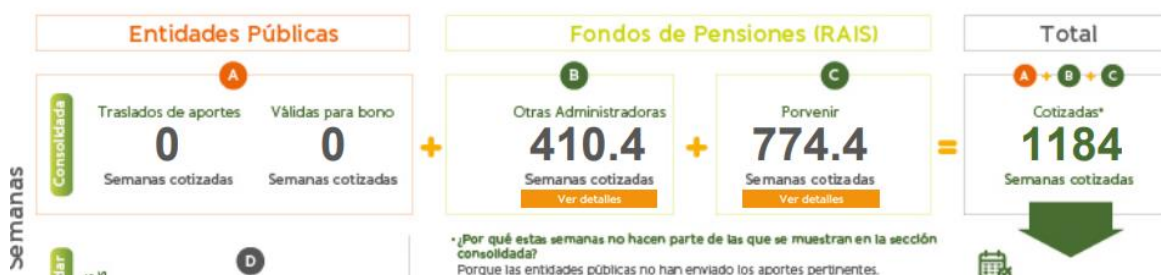 Entidades Públicas
Fondos de Pensiones (RAIS)
Total
A
B
C
A + B + C
Semanas
Consolidada
Traslados de aportes
0
Semanas cotizadas
Válidas para bono
0
Semanas cotizadas
+
Otras Administradoras
410.4
Semanas cotizadas
Ver detalles
+
Porvenir
774.4
Semanas cotizadas
Ver detalles
=
Cotizadas*
1184
Semanas cotizadas
D
• ¿Por qué estas semanas no hacen parte de las que se muestran en la sección
consolidada?
Porque las entidades públicas no han enviado los aportes pertinentes.